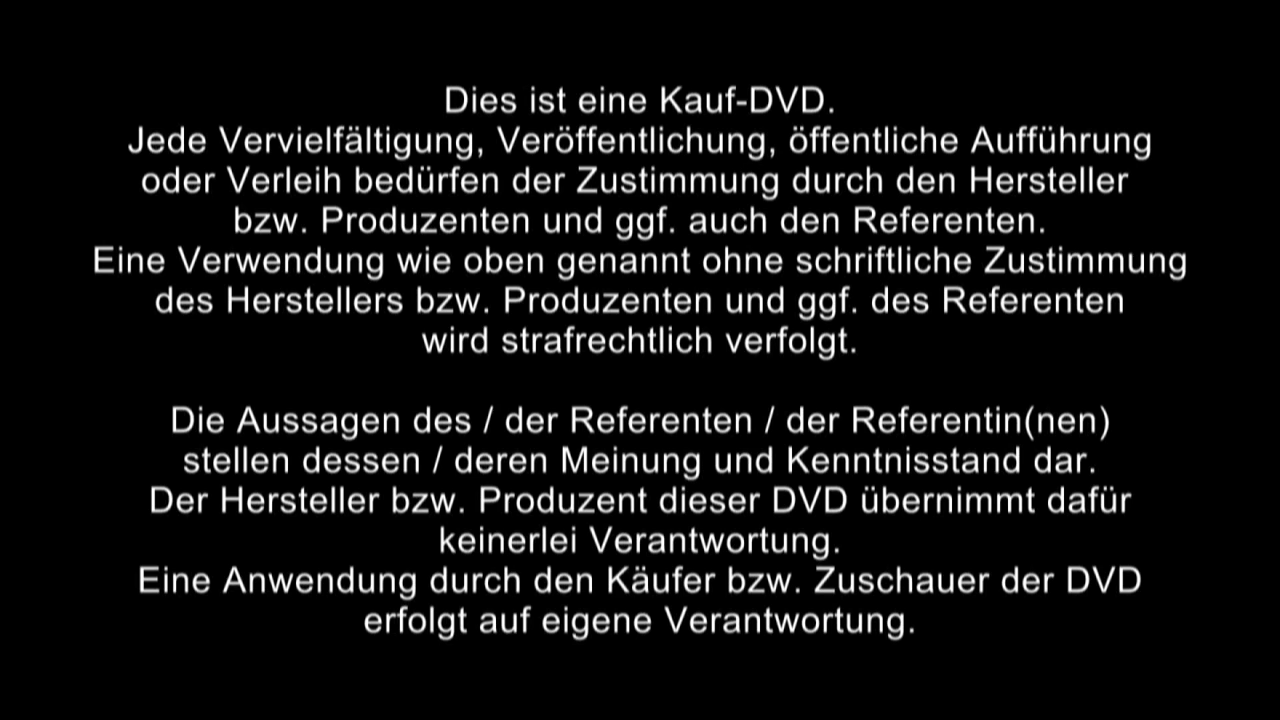 Dies ist eine Kauf-DVD.
Jede Vervielfältigung, Veröffentlichung, öffentliche Aufführung
oder Verleih bedürfen der Zustimmung durch den Hersteller
bzw. Produzenten und ggf. auch den Referenten.
Eine Verwendung wie oben genannt ohne schriftliche Zustimmung
des Herstellers bzw. Produzenten und ggf. des Referenten
wird strafrechtlich verfolgt.
Die Aussagen des / der Referenten / der Referentin(nen)
stellen dessen / deren Meinung und Kenntnisstand dar.
Der Hersteller bzw. Produzent dieser DVD übernimmt dafür
keinerlei Verantwortung.
Eine Anwendung durch den Käufer bzw. Zuschauer der DVD
erfolgt auf eigene Verantwortung.